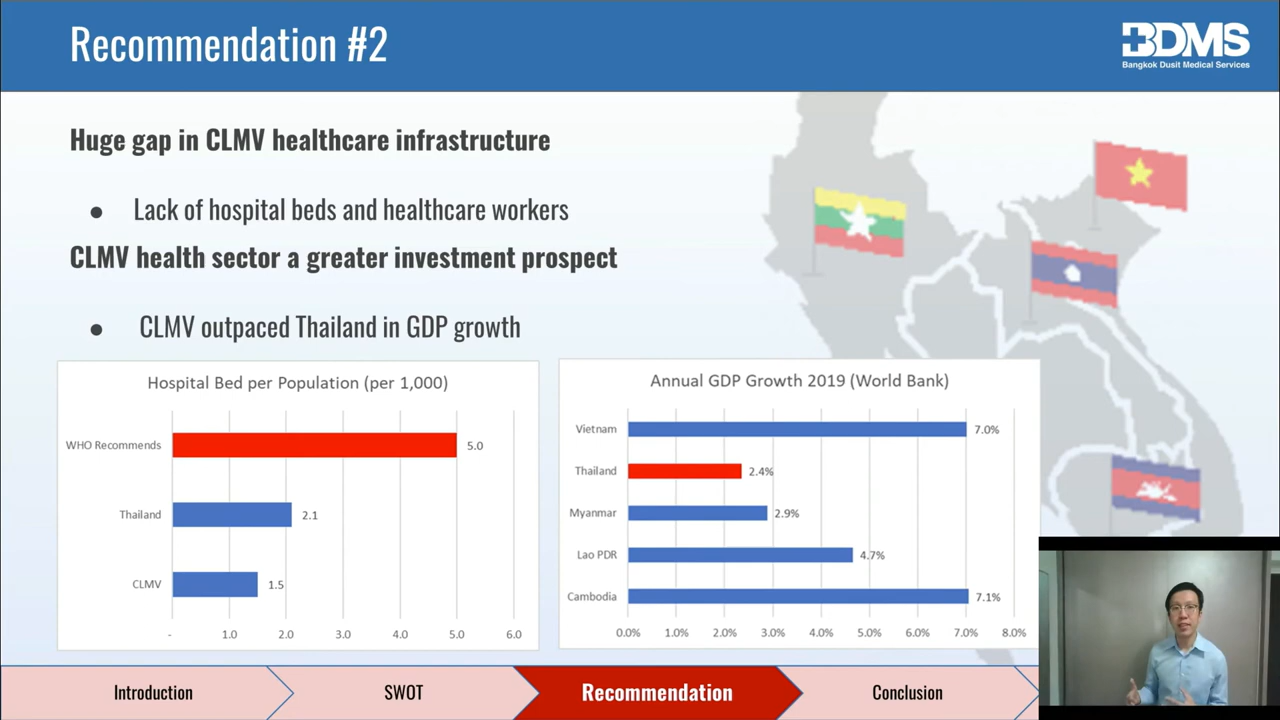 Recommendation #2
BDMS
Bangkok Dusit Medical Services
Huge gap in CLMV healthcare infrastructure
● Lack of hospital beds and healthcare workers
CLMV health sector a greater investment prospect
● CLMV outpaced Thailand in GDP growth
Hospital Bed per Population (per 1,000)
WHO Recommends 5.0
Thailand 2.1
CLMV 1.5
- 1.0 2.0 3.0 4.0 5.0 6.0
Annual GDP Growth 2019 (World Bank)
Vietnam 7.0%
Thailand 2.4%
Myanmar 2.9%
Lao PDR 4.7%
Cambodia 7.1%
0.0% 1.0% 2.0% 3.0% 4.0% 5.0% 6.0% 7.0% 8.0%
Introduction SWOT Recommendation Conclusion